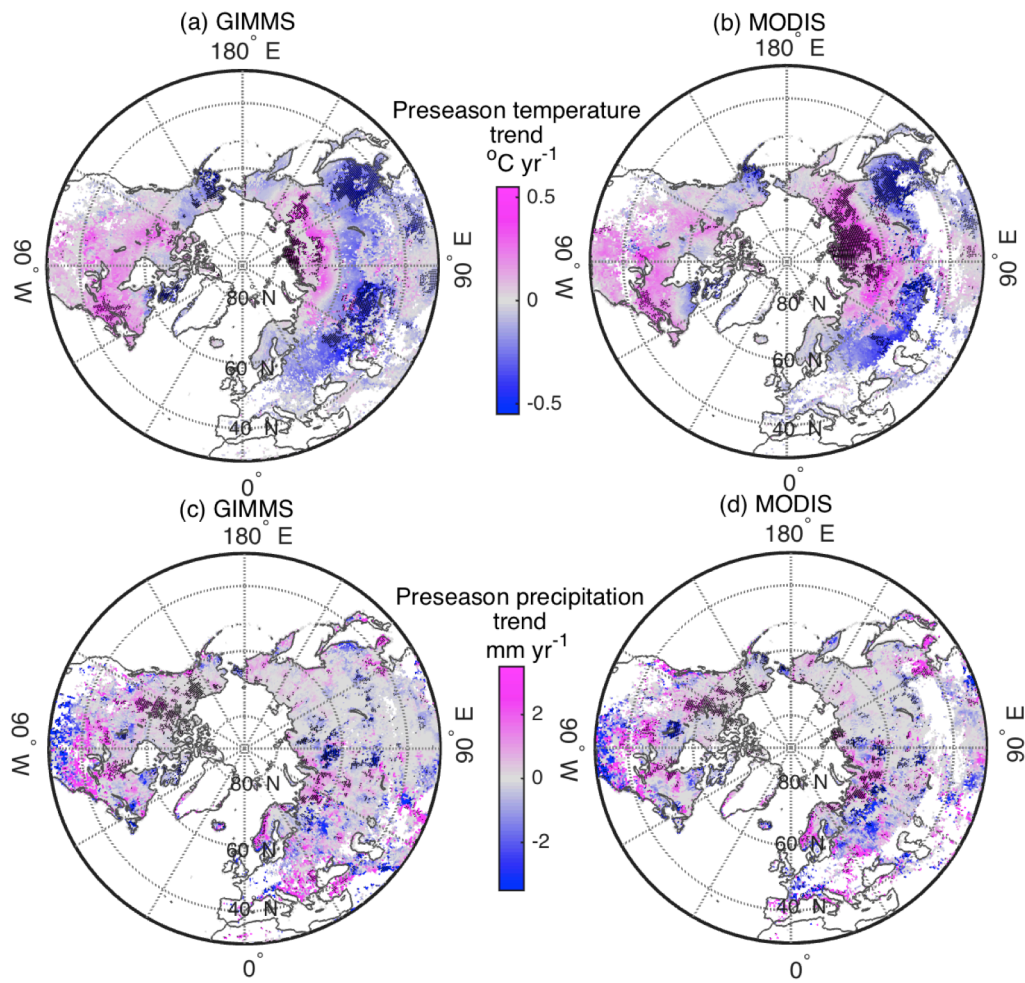 (a) GIMMS
180° E
(b) MODIS
180° E
Preseason temperature
trend
°C yr-1
0.5
0
-0.5
90° W
80° N
60° N
40° N
90° E
0°
90° W
80° N
60° N
40° N
90° E
0°
(c) GIMMS
180° E
(d) MODIS
180° E
Preseason precipitation
trend
mm yr-1
2
0
-2
90° W
80° N
60° N
40° N
90° E
0°
90° W
80° N
60° N
40° N
90° E
0°